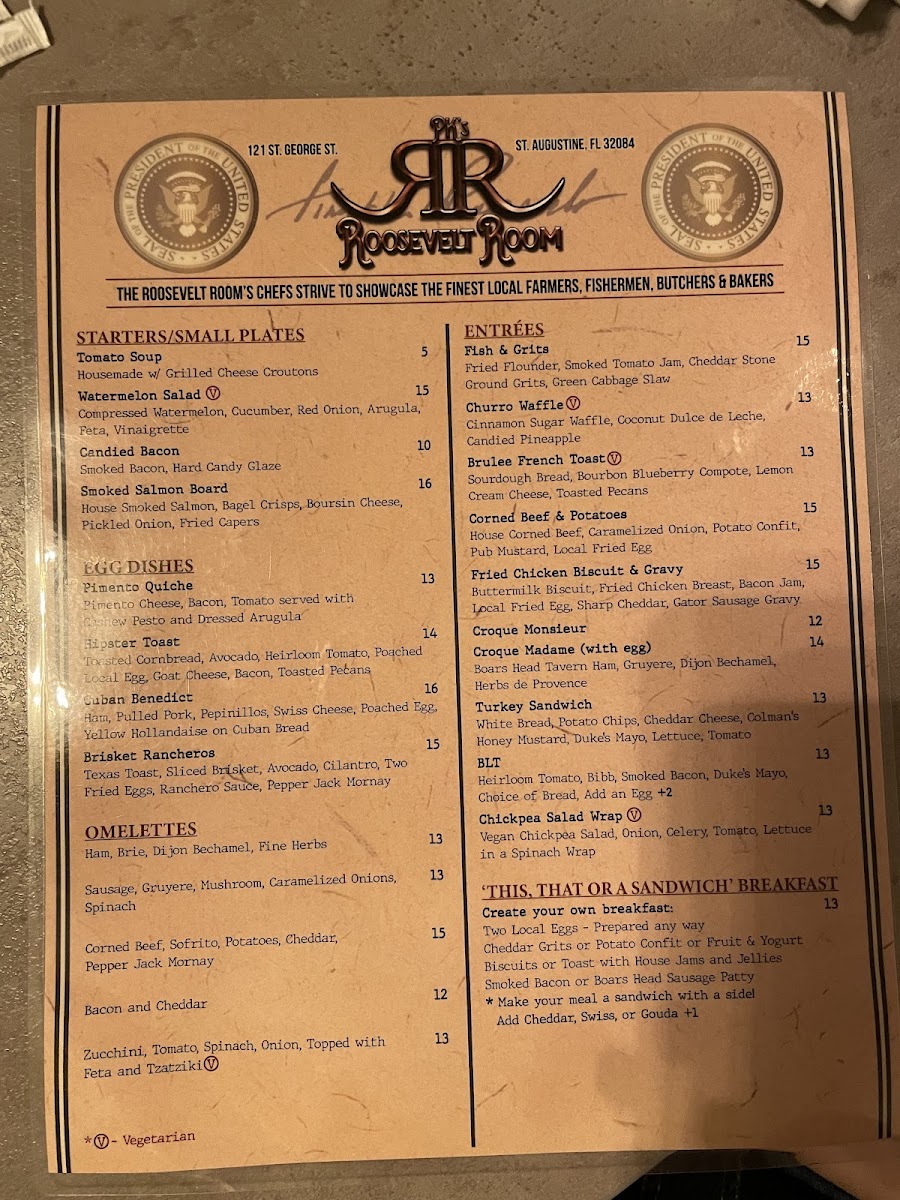 SEAL OF THE PRESIDENT OF THE UNITED STATES
121 ST. GEORGE ST.
PK's
RR
ROOSEVELT ROOM
ST. AUGUSTINE, FL 32084
SEAL OF THE PRESIDENT OF THE UNITED STATES
THE ROOSEVELT ROOM'S CHEFS STRIVE TO SHOWCASE THE FINEST LOCAL FARMERS, FISHERMEN, BUTCHERS & BAKERS
STARTERS/SMALL PLATES
Tomato Soup 5
Housemade w/ Grilled Cheese Croutons
Watermelon Salad Ⓥ 15
Compressed Watermelon, Cucumber, Red Onion, Arugula,
Feta, Vinaigrette
Candied Bacon 10
Smoked Bacon, Hard Candy Glaze
Smoked Salmon Board 16
House Smoked Salmon, Bagel Crisps, Boursin Cheese,
Pickled Onion, Fried Capers
EGG DISHES
Pimento Quiche 13
Pimento Cheese, Bacon, Tomato served with
Cashew Pesto and Dressed Arugula
Hipster Toast 14
Toasted Cornbread, Avocado, Heirloom Tomato, Poached
Local Egg, Goat Cheese, Bacon, Toasted Pecans
Cuban Benedict 16
Ham, Pulled Pork, Pepinillos, Swiss Cheese, Poached Egg,
Yellow Hollandaise on Cuban Bread
Brisket Rancheros 15
Texas Toast, Sliced Brisket, Avocado, Cilantro, Two
Fried Eggs, Ranchero Sauce, Pepper Jack Mornay
OMELETTES
Ham, Brie, Dijon Bechamel, Fine Herbs 13
Sausage, Gruyere, Mushroom, Caramelized Onions, 13
Spinach
Corned Beef, Sofrito, Potatoes, Cheddar, 15
Pepper Jack Mornay
Bacon and Cheddar 12
Zucchini, Tomato, Spinach, Onion, Topped with 13
Feta and Tzatziki Ⓥ
*Ⓥ- Vegetarian
ENTRÉES
Fish & Grits 15
Fried Flounder, Smoked Tomato Jam, Cheddar Stone
Ground Grits, Green Cabbage Slaw
Churro Waffle Ⓥ 13
Cinnamon Sugar Waffle, Coconut Dulce de Leche,
Candied Pineapple
Brulee French Toast Ⓥ 13
Sourdough Bread, Bourbon Blueberry Compote, Lemon
Cream Cheese, Toasted Pecans
Corned Beef & Potatoes 15
House Corned Beef, Caramelized Onion, Potato Confit,
Pub Mustard, Local Fried Egg
Fried Chicken Biscuit & Gravy 15
Buttermilk Biscuit, Fried Chicken Breast, Bacon Jam,
Local Fried Egg, Sharp Cheddar, Gator Sausage Gravy
Croque Monsieur 12
Croque Madame (with egg) 14
Boars Head Tavern Ham, Gruyere, Dijon Bechamel,
Herbs de Provence
Turkey Sandwich 13
White Bread, Potato Chips, Cheddar Cheese, Colman's
Honey Mustard, Duke's Mayo, Lettuce, Tomato
BLT 13
Heirloom Tomato, Bibb, Smoked Bacon, Duke's Mayo,
Choice of Bread, Add an Egg +2
Chickpea Salad Wrap Ⓥ 13
Vegan Chickpea Salad, Onion, Celery, Tomato, Lettuce
in a Spinach Wrap
'THIS, THAT OR A SANDWICH' BREAKFAST
Create your own breakfast: 13
Two Local Eggs - Prepared any way
Cheddar Grits or Potato Confit or Fruit & Yogurt
Biscuits or Toast with House Jams and Jellies
Smoked Bacon or Boars Head Sausage Patty
* Make your meal a sandwich with a side!
Add Cheddar, Swiss, or Gouda +1